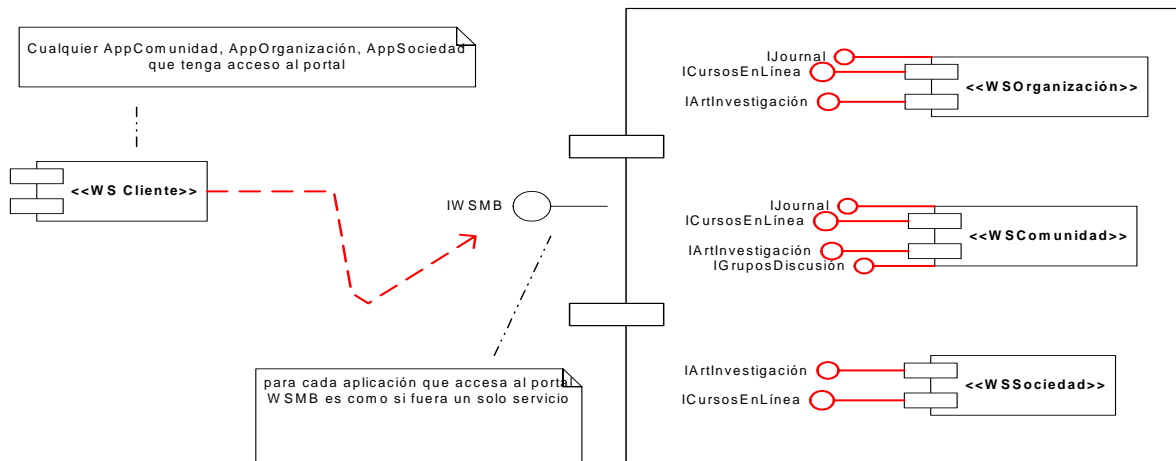 Cualquier AppComunidad, AppOrganización, AppSociedad
que tenga acceso al portal
<<WS Cliente>>
IWSMB
para cada aplicación que accesa al portal
WSMB es como si fuera un solo servicio
IJournal
ICursosEnLínea
IArtInvestigación
<<WSOrganización>>
IJournal
ICursosEnLínea
IArtInvestigación
IGruposDiscusión
<<WSComunidad>>
IArtInvestigación
ICursosEnLínea
<<WSSociedad>>